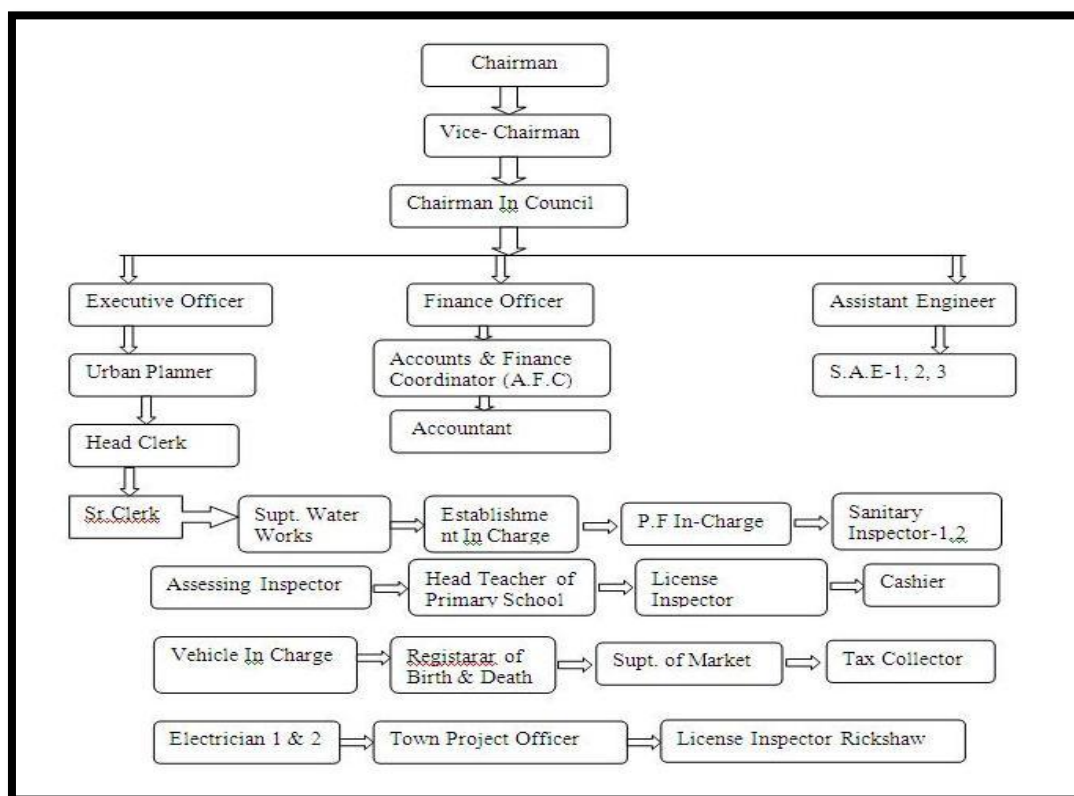 Chairman
Vice- Chairman
Chairman In Council
Executive Officer
Finance Officer
Assistant Engineer
Urban Planner
Accounts & Finance
Coordinator (A.F.C)
S.A.E-1, 2, 3
Head Clerk
Accountant
Sr.Clerk
Supt. Water
Works
Establishme
nt In Charge
P.F In-Charge
Sanitary
Inspector-1,2
Assessing Inspector
Head Teacher of
Primary School
License
Inspector
Cashier
Vehicle In Charge
Registarar of
Birth & Death
Supt. of Market
Tax Collector
Electrician 1 & 2
Town Project Officer
License Inspector Rickshaw